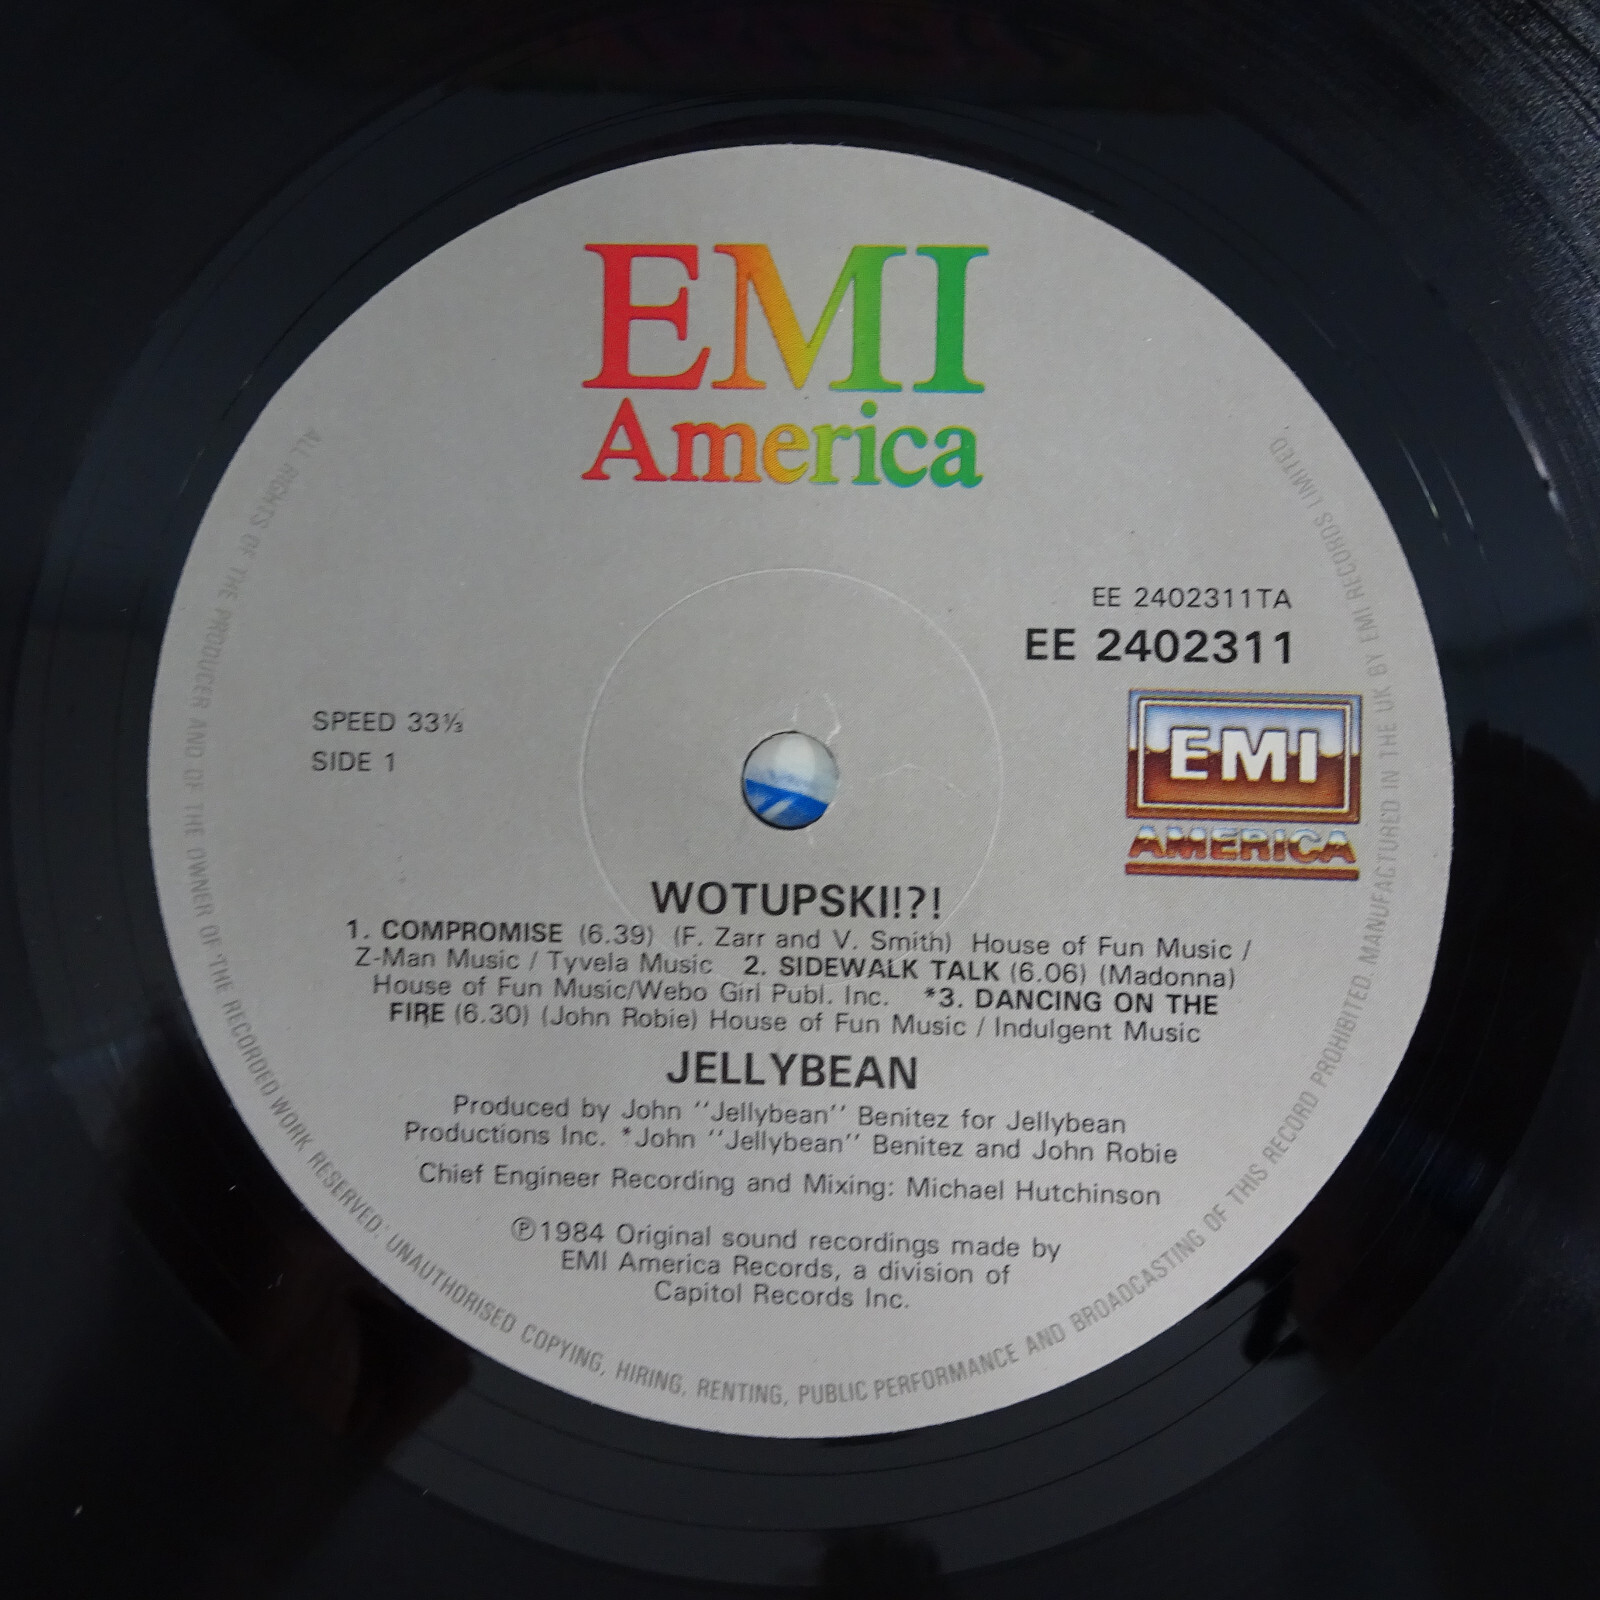 EMI
America
EE 2402311TA
EE 2402311
SPEED 33⅓
SIDE 1
EMI
AMERICA
WOTUPSKI!?!
1. COMPROMISE (6.39) (F. Zarr and V. Smith) House of Fun Music /
Z-Man Music / Tyvela Music 2. SIDEWALK TALK (6.06) (Madonna)
House of Fun Music/Webo Girl Publ. Inc. *3. DANCING ON THE
FIRE (6.30) (John Robie) House of Fun Music / Indulgent Music
JELLYBEAN
Produced by John "Jellybean" Benitez for Jellybean
Productions Inc. *John "Jellybean" Benitez and John Robie
Chief Engineer Recording and Mixing: Michael Hutchinson
℗1984 Original sound recordings made by
EMI America Records, a division of
Capitol Records Inc.
ALL RIGHTS OF THE PRODUCER AND OF THE OWNER OF THE RECORDED WORK RESERVED. UNAUTHORISED COPYING, HIRING, RENTING, PUBLIC PERFORMANCE AND BROADCASTING OF THIS RECORD PROHIBITED. MANUFACTURED IN THE UK BY EMI RECORDS LIMITED.